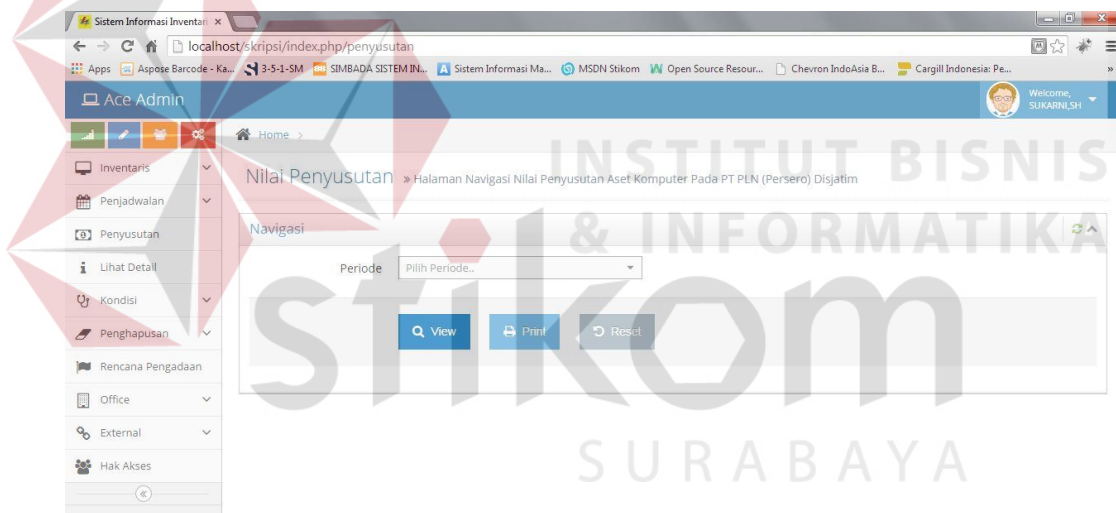 Sistem Informasi Inventari
localhost/skripsi/index.php/penyusutan
Apps Aspose Barcode - Ka... 3-5-1-SM SIMBADA SISTEM IN... Sistem Informasi Ma... MSDN Stikom Open Source Resour... Chevron IndoAsia B... Cargill Indonesia: Pe... »
Ace Admin
Welcome,
SUKARNI,SH
Home >
Inventaris
Penjadwalan
Penyusutan
Lihat Detail
Kondisi
Penghapusan
Rencana Pengadaan
Office
External
Hak Akses
Nilai Penyusutan » Halaman Navigasi Nilai Penyusutan Aset Komputer Pada PT PLN (Persero) Disjatim
Navigasi
Periode Pilih Periode..
View Print Reset
INSTITUT BISNIS
& INFORMATIKA
stikom
SURABAYA